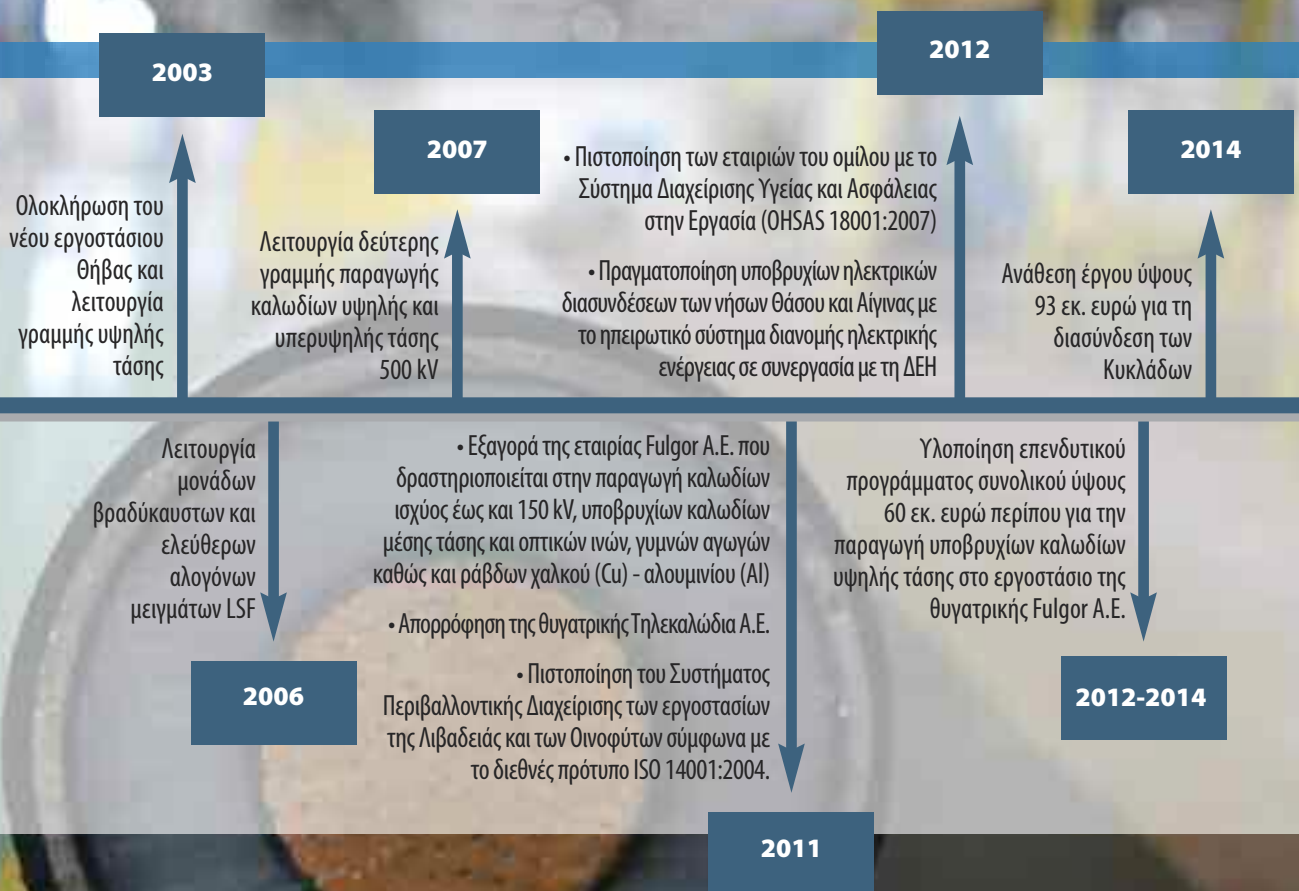 2003
Ολοκλήρωση του
νέου εργοστάσιου
Θήβας και
λειτουργία
γραμμής υψηλής
τάσης
Λειτουργία
μονάδων
βραδύκαυστων και
ελεύθερων
αλογόνων
μειγμάτων LSF
2006
2007
Λειτουργία δεύτερης
γραμμής παραγωγής
καλωδίων υψηλής και
υπερυψηλής τάσης
500 kV
• Εξαγορά της εταιρίας Fulgor Α.Ε. που
δραστηριοποιείται στην παραγωγή καλωδίων
ισχύος έως και 150 kV, υποβρυχίων καλωδίων
μέσης τάσης και οπτικών ινών, γυμνών αγωγών
καθώς και ράβδων χαλκού (Cu) - αλουμινίου (Al)
• Απορρόφηση της θυγατρικής Τηλεκαλώδια Α.Ε.
• Πιστοποίηση του Συστήματος
Περιβαλλοντικής Διαχείρισης των εργοστασίων
της Λιβαδειάς και των Οινοφύτων σύμφωνα με
το διεθνές πρότυπο ISO 14001:2004.
2011
2012
• Πιστοποίηση των εταιριών του ομίλου με το
Σύστημα Διαχείρισης Υγείας και Ασφάλειας
στην Εργασία (OHSAS 18001:2007)
• Πραγματοποίηση υποβρυχίων ηλεκτρικών
διασυνδέσεων των νήσων Θάσου και Αίγινας με
το ηπειρωτικό σύστημα διανομής ηλεκτρικής
ενέργειας σε συνεργασία με τη ΔΕΗ
Υλοποίηση επενδυτικού
προγράμματος συνολικού ύψους
60 εκ. ευρώ περίπου για την
παραγωγή υποβρυχίων καλωδίων
υψηλής τάσης στο εργοστάσιο της
θυγατρικής Fulgor Α.Ε.
2012-2014
2014
Ανάθεση έργου ύψους
93 εκ. ευρώ για τη
διασύνδεση των
Κυκλάδων